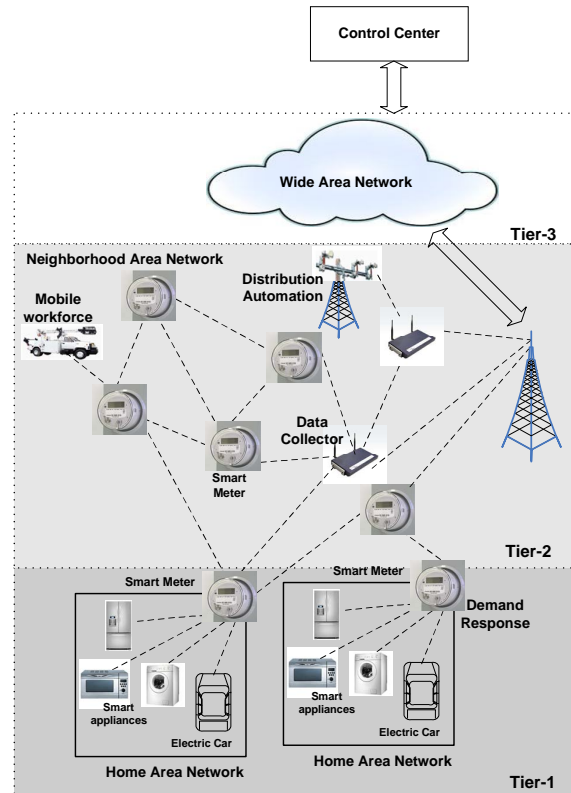 Control Center
Wide Area Network
Tier-3
Neighborhood Area Network
Mobile
workforce
Distribution
Automation
Data
Collector
Smart
Meter
Tier-2
Smart Meter
Smart Meter
Demand
Response
Smart
appliances
Electric Car
Smart
appliances
Electric Car
Home Area Network
Home Area Network
Tier-1